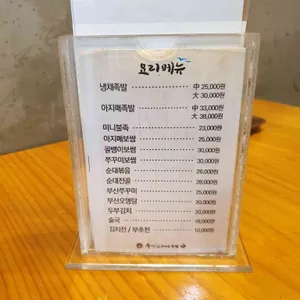 요리메뉴
냉채족발 中 25,000원
大 30,000원
아지매족발 中 33,000원
大 38,000원
미니불족 23,000원
아지매보쌈 25,000원
골뱅이보쌈 30,000원
쭈꾸미보쌈 30,000원
순대볶음 28,000원
순대전골 28,000원
부산쭈꾸미 25,000원
부산오뎅탕 20,000원
두부김치 20,000원
술국 10,000원
김치전 / 부추전 10,000원